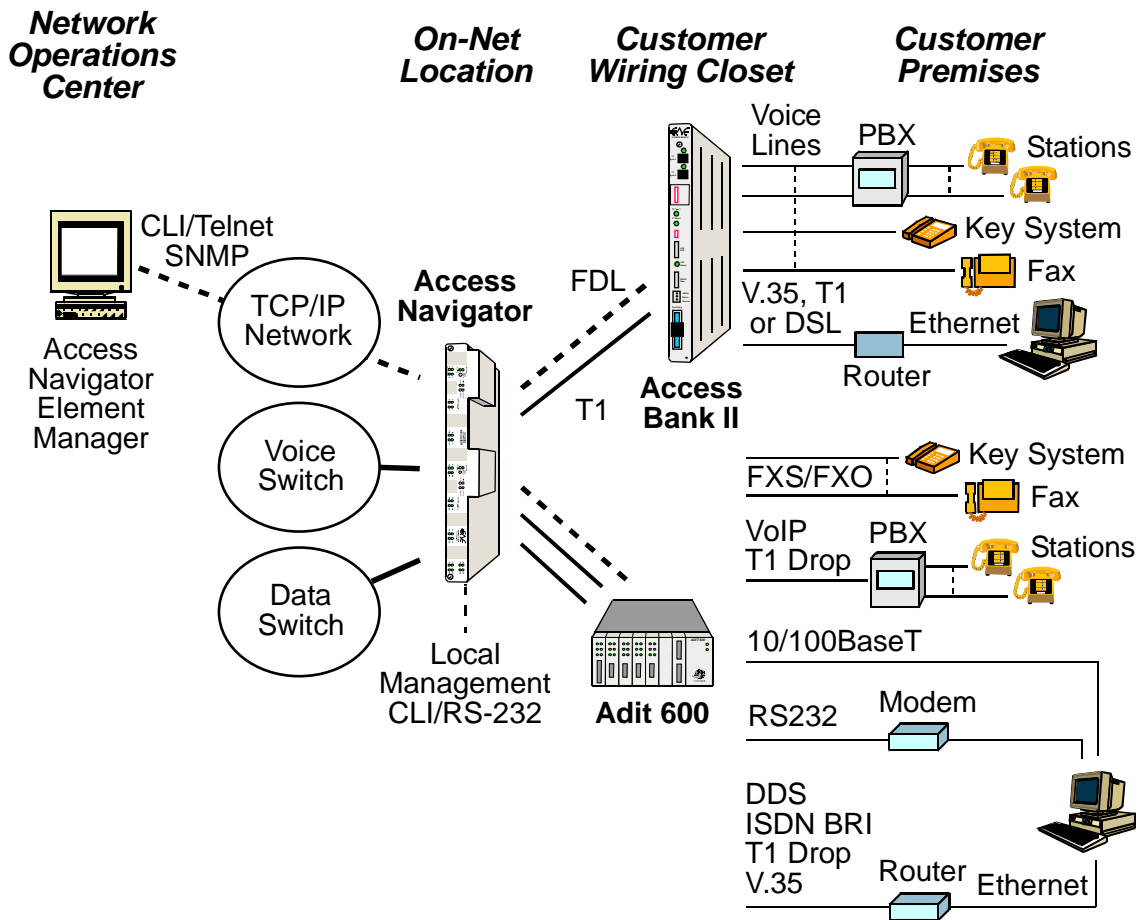 Network
Operations
Center
On-Net
Location
Customer
Wiring Closet
Customer
Premises
CLI/Telnet
SNMP
TCP/IP
Network
Access
Navigator
Element
Manager
Voice
Switch
Data
Switch
Access
Navigator
Local
Management
CLI/RS-232
FDL
T1
Access
Bank II
Adit 600
Voice
Lines
PBX
Stations
Key System
Fax
V.35, T1
or DSL
Ethernet
Router
Key System
FXS/FXO
Fax
VoIP
T1 Drop
PBX
Stations
10/100BaseT
RS232
Modem
DDS
ISDN BRI
T1 Drop
V.35
Router
Ethernet